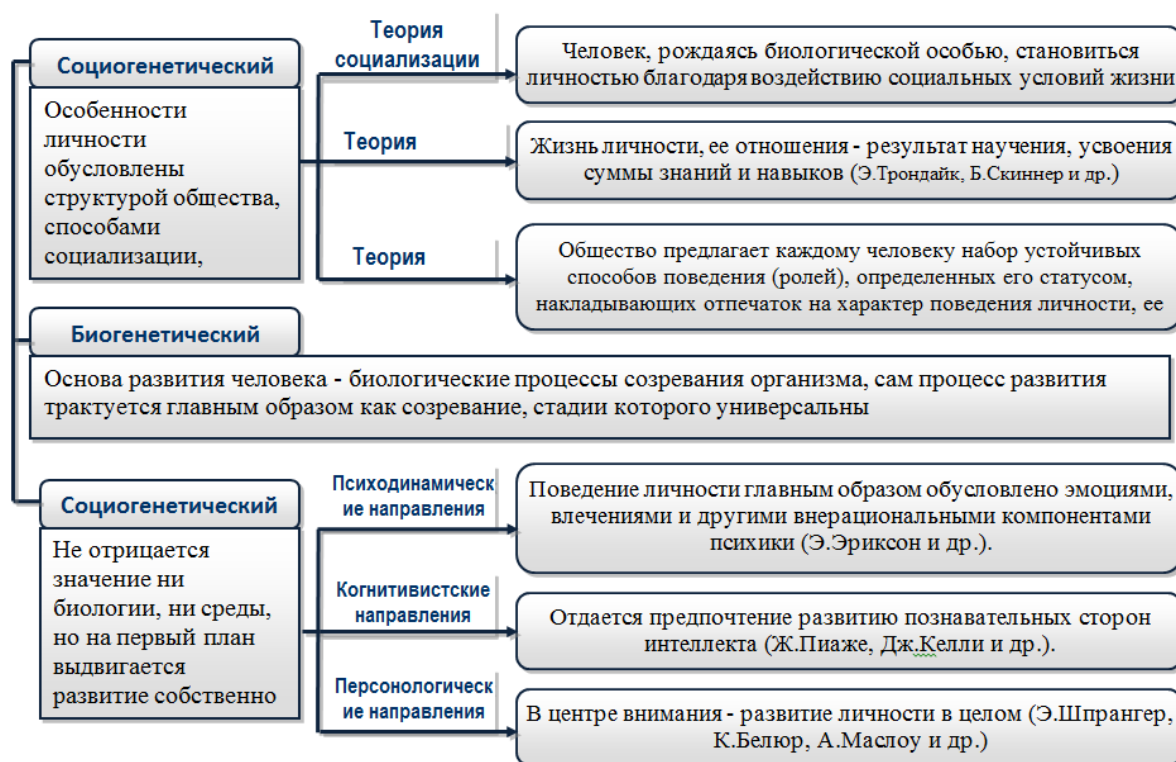 Социогенетический
Особенности
личности
обусловлены
структурой общества,
способами
социализации,
Теория
социализации
Человек, рождаясь биологической особью, становиться
личностью благодаря воздействию социальных условий жизни
Теория
Жизнь личности, ее отношения - результат научения, усвоения
суммы знаний и навыков (Э.Трондайк, Б.Скиннер и др.)
Теория
Общество предлагает каждому человеку набор устойчивых
способов поведения (ролей), определенных его статусом,
накладывающих отпечаток на характер поведения личности, ее
Биогенетический
Основа развития человека - биологические процессы созревания организма, сам процесс развития
трактуется главным образом как созревание, стадии которого универсальны
Социогенетический
Не отрицается
значение ни
биологии, ни среды,
но на первый план
выдвигается
развитие собственно
Психодинамическ
ие направления
Поведение личности главным образом обусловлено эмоциями,
влечениями и другими внерациональными компонентами
психики (Э.Эриксон и др.).
Когнитивистские
направления
Отдается предпочтение развитию познавательных сторон
интеллекта (Ж.Пиаже, Дж.Келли и др.).
Персонологическ
ие направления
В центре внимания - развитие личности в целом (Э.Шпрангер,
К.Белюр, А.Маслоу и др.)